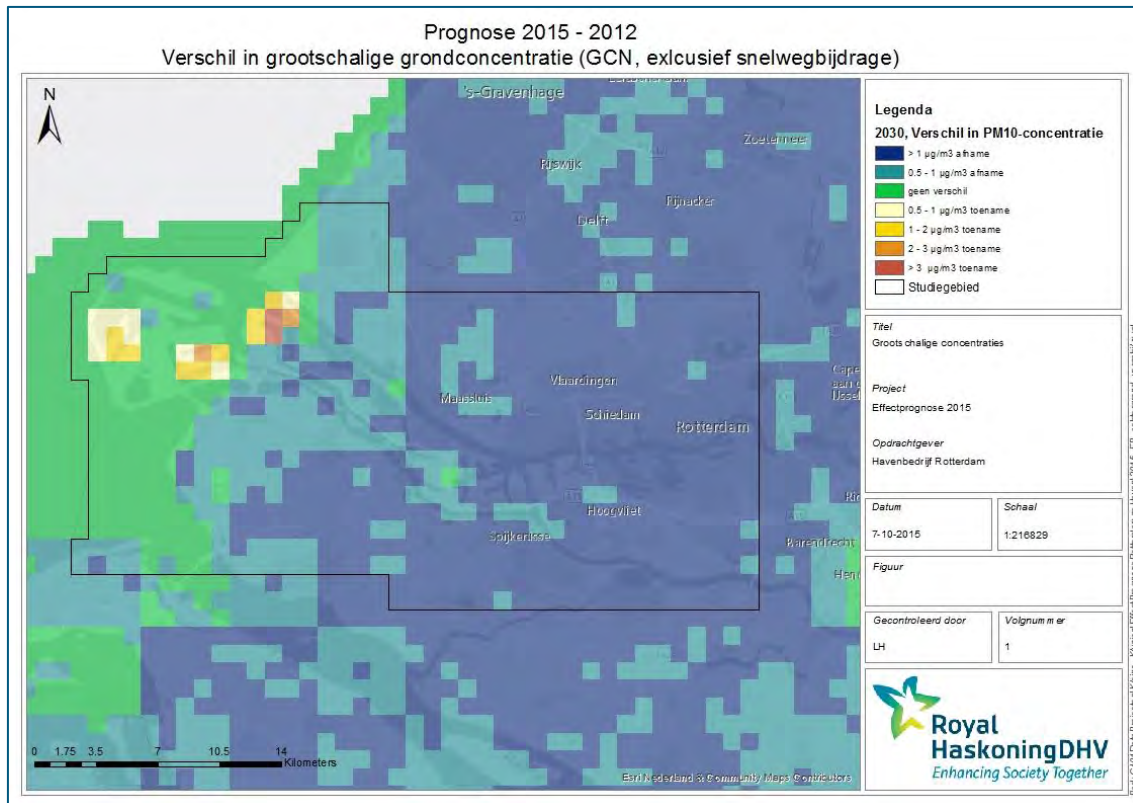 Prognose 2015 - 2012
Verschil in grootschalige grondconcentratie (GCN, exlcusief snelwegbijdrage)
N
's-Gravenhage
Zoetermeer
Rijswijk
Pijnacker
Delft
Vlaardingen
Maassluis
Schiedam
Rotterdam
Hoogvliet
Spijkenisse
Barendrecht
0 1.75 3.5 7 10.5 14
Kilometers
Esri Nederland & Community Maps Contributors
Legenda
2030, Verschil in PM10-concentratie
> 1 µg/m3 afname
0.5 - 1 µg/m3 afname
geen verschil
0.5 - 1 µg/m3 toename
1 - 2 µg/m3 toename
2 - 3 µg/m3 toename
> 3 µg/m3 toename
Studiegebied
Titel
Grootschalige concentraties
Project
Effectprognose 2015
Opdrachtgever
Havenbedrijf Rotterdam
Datum
7-10-2015
Schaal
1:216829
Figuur
Gecontroleerd door
LH
Volgnummer
1
Royal
HaskoningDHV
Enhancing Society Together